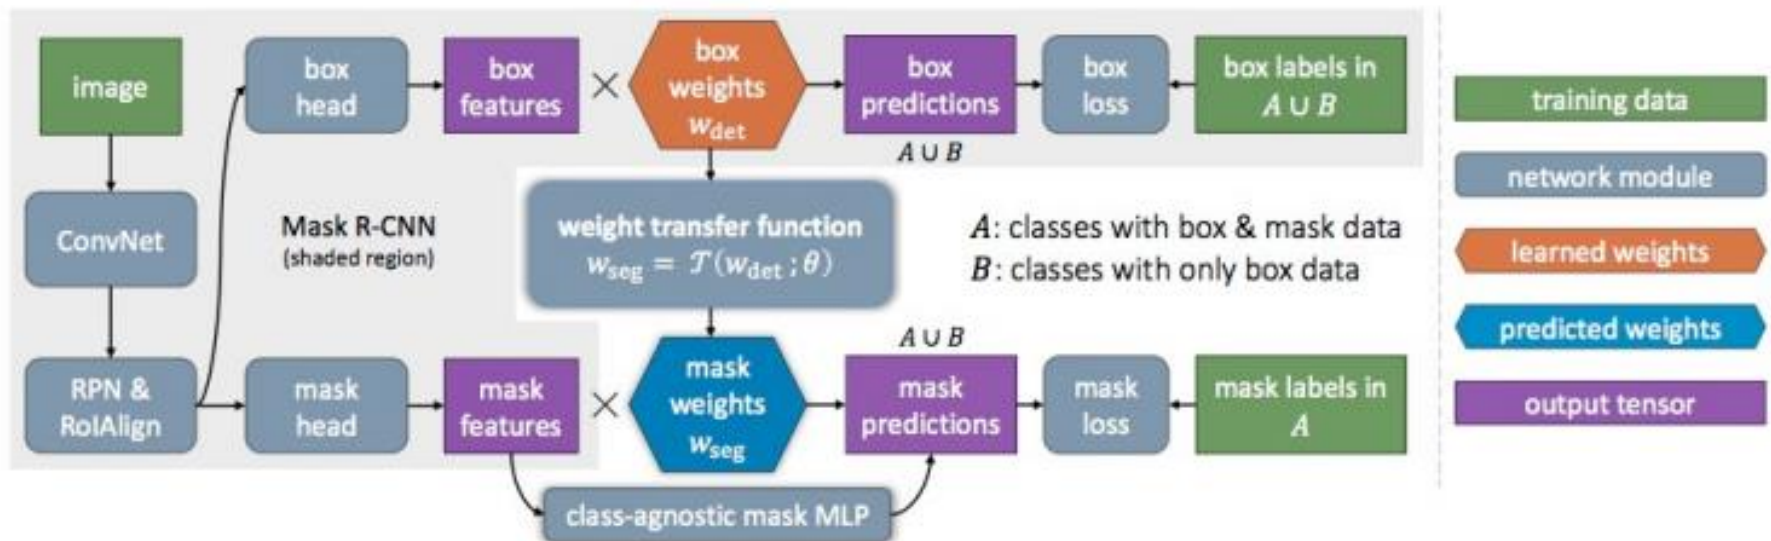 image
box
head
box
features
×
box
weights
w_det
box
predictions
A ∪ B
box
loss
box labels in
A ∪ B
ConvNet
Mask R-CNN
(shaded region)
weight transfer function
w_seg = 𝒯(w_det ; θ)
A: classes with box & mask data
B: classes with only box data
RPN &
RoIAlign
mask
head
mask
features
×
mask
weights
w_seg
A ∪ B
mask
predictions
mask
loss
mask labels in
A
class-agnostic mask MLP
training data
network module
learned weights
predicted weights
output tensor